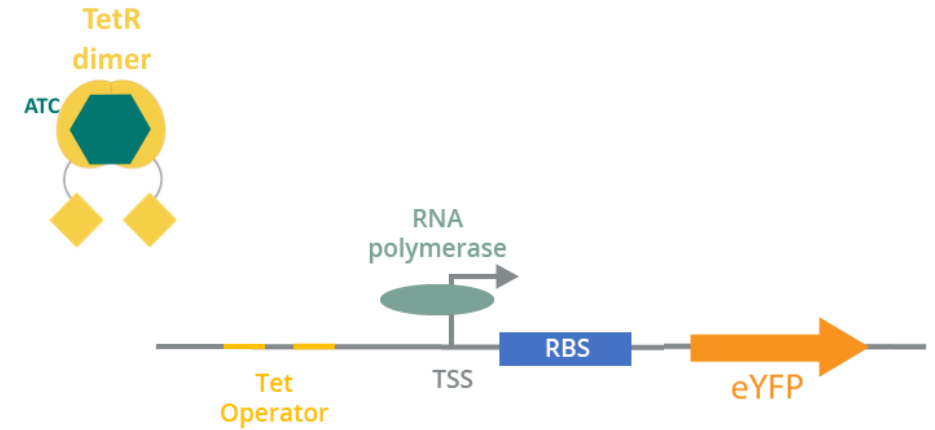 TetR
dimer
ATC
RNA
polymerase
RBS
TSS
Tet
Operator
eYFP